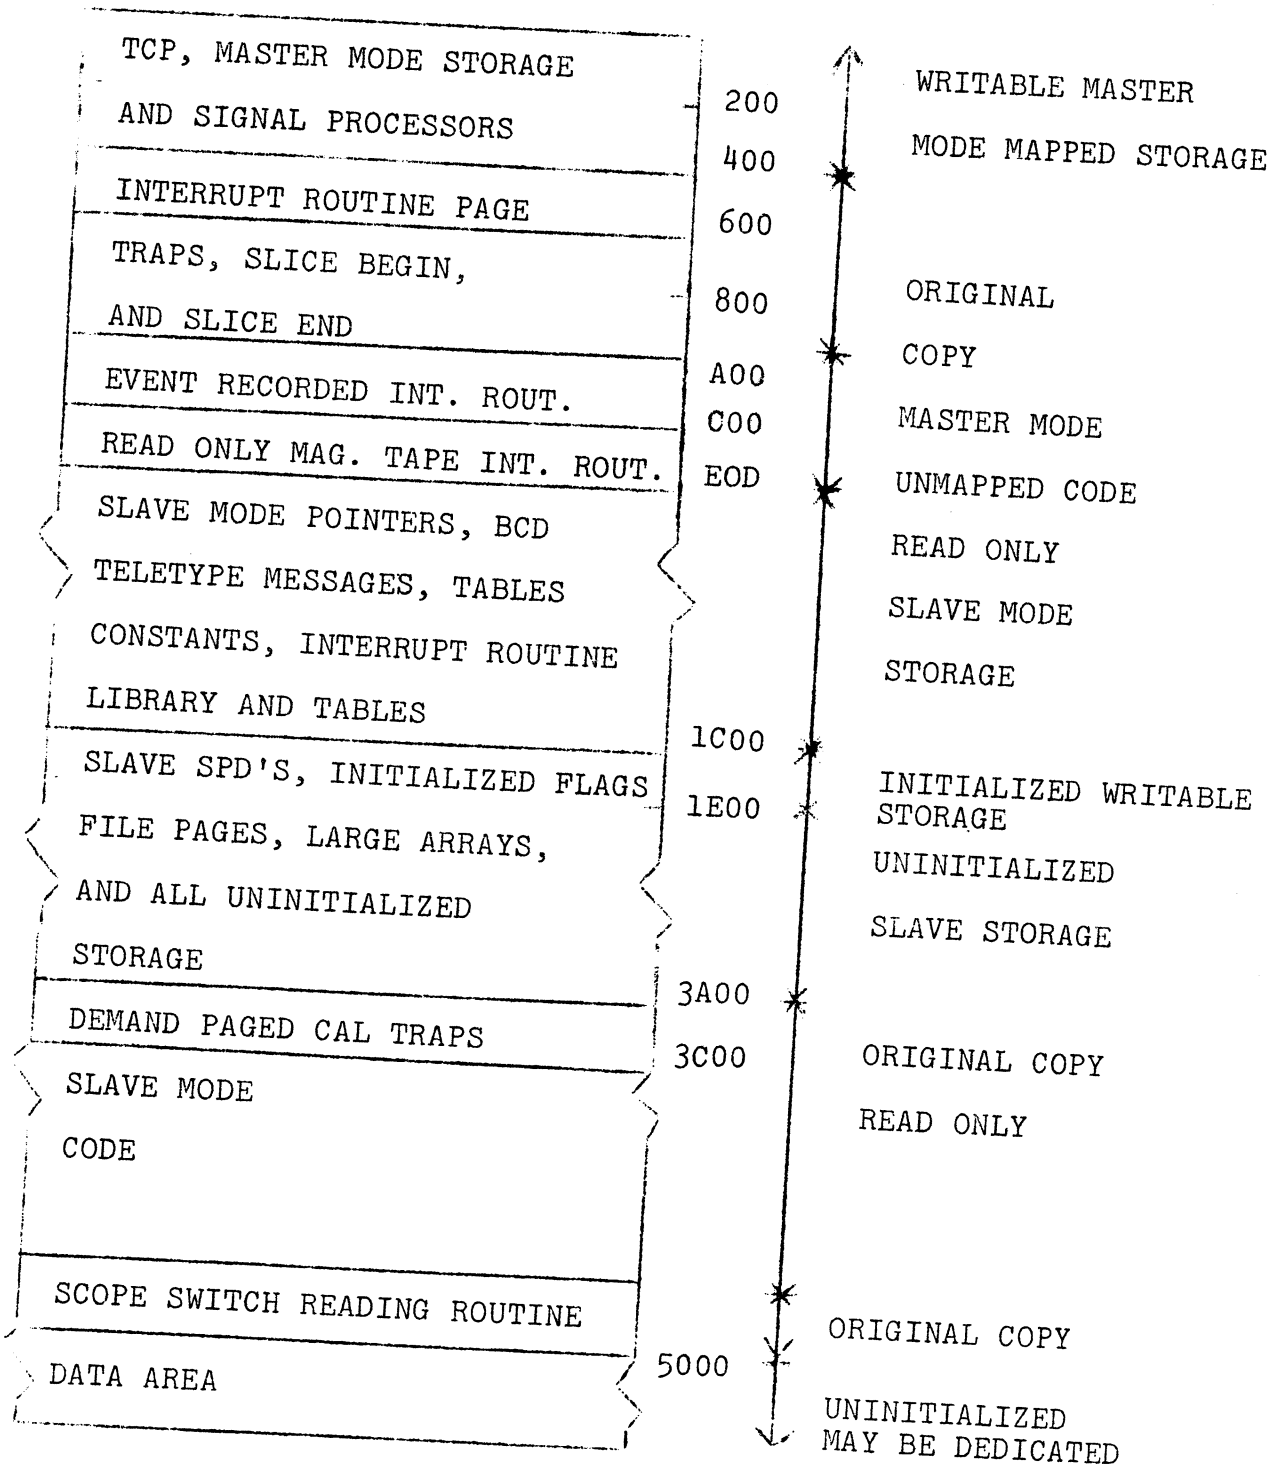 TCP, MASTER MODE STORAGE
AND SIGNAL PROCESSORS
INTERRUPT ROUTINE PAGE
TRAPS, SLICE BEGIN,
AND SLICE END
EVENT RECORDED INT. ROUT.
READ ONLY MAG. TAPE INT. ROUT.
SLAVE MODE POINTERS, BCD
TELETYPE MESSAGES, TABLES
CONSTANTS, INTERRUPT ROUTINE
LIBRARY AND TABLES
SLAVE SPD'S, INITIALIZED FLAGS
FILE PAGES, LARGE ARRAYS,
AND ALL UNINITIALIZED
STORAGE
DEMAND PAGED CAL TRAPS
SLAVE MODE
CODE
SCOPE SWITCH READING ROUTINE
DATA AREA
200
400
600
800
A00
C00
EOD
1C00
1E00
3A00
3C00
5000
WRITABLE MASTER
MODE MAPPED STORAGE
ORIGINAL
COPY
MASTER MODE
UNMAPPED CODE
READ ONLY
SLAVE MODE
STORAGE
INITIALIZED WRITABLE
STORAGE
UNINITIALIZED
SLAVE STORAGE
ORIGINAL COPY
READ ONLY
ORIGINAL COPY
UNINITIALIZED
MAY BE DEDICATED